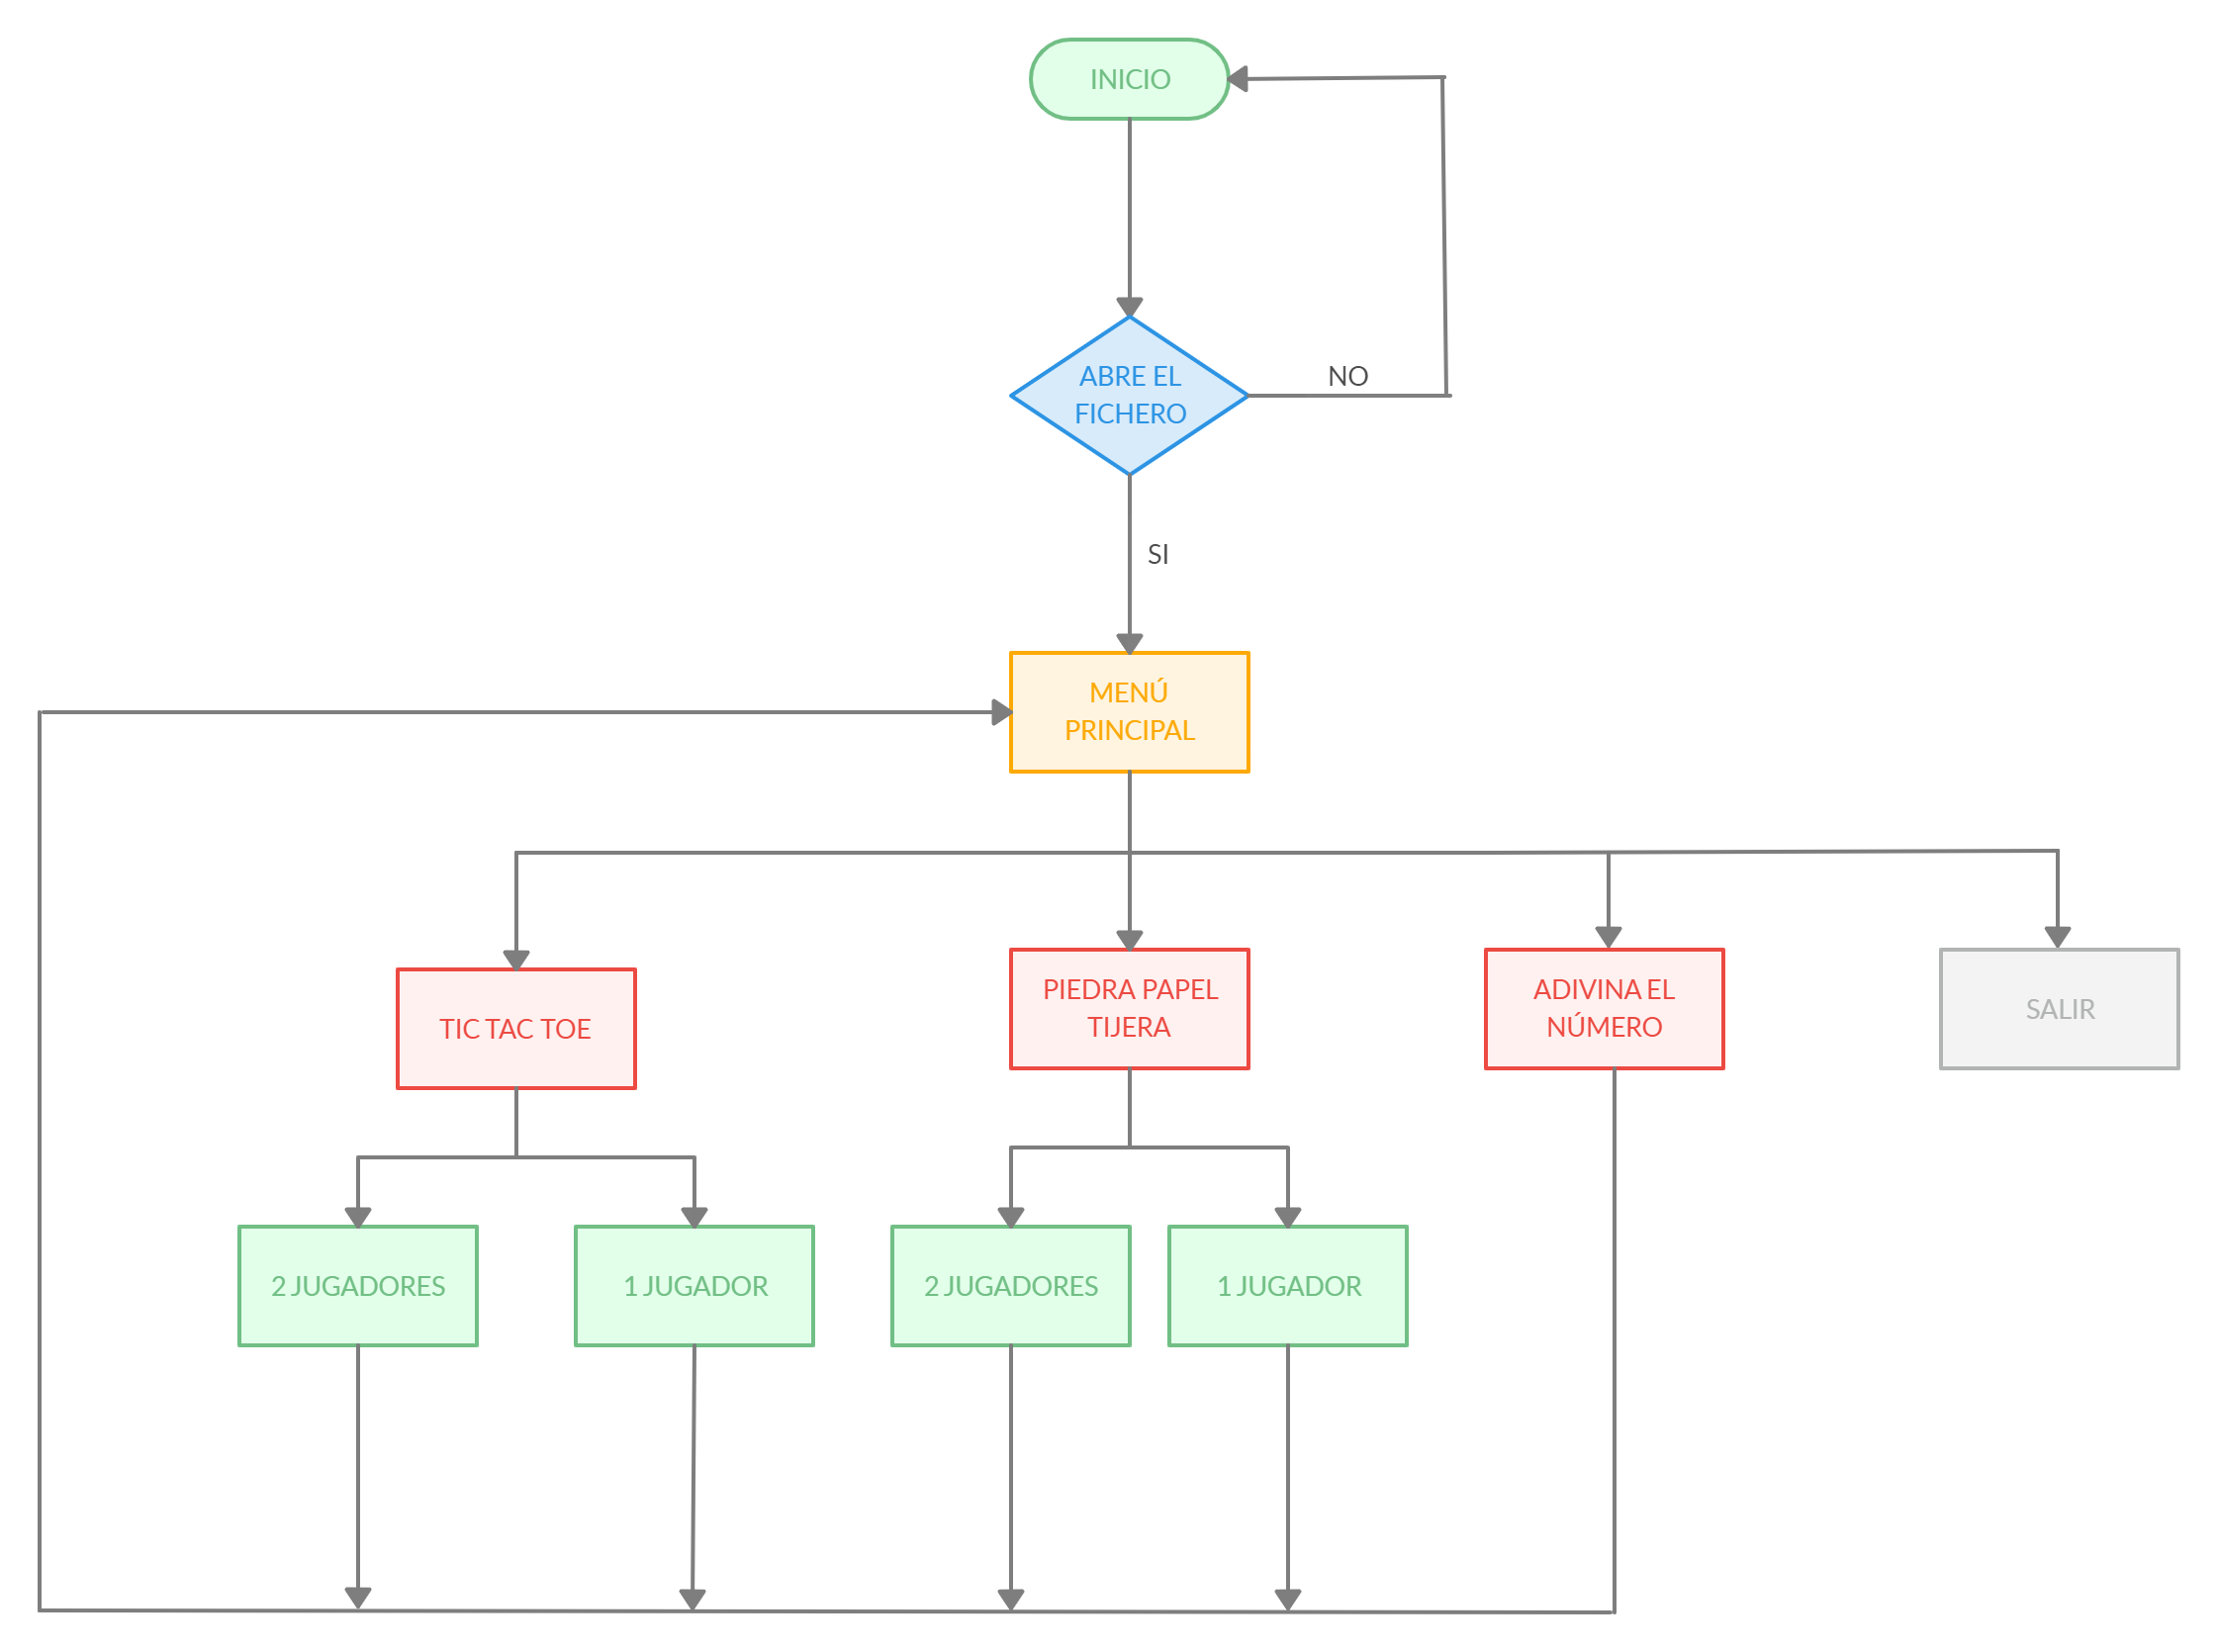 INICIO
ABRE EL
FICHERO
NO
SI
MENÚ
PRINCIPAL
TIC TAC TOE
PIEDRA PAPEL
TIJERA
ADIVINA EL
NÚMERO
SALIR
2 JUGADORES
1 JUGADOR
2 JUGADORES
1 JUGADOR